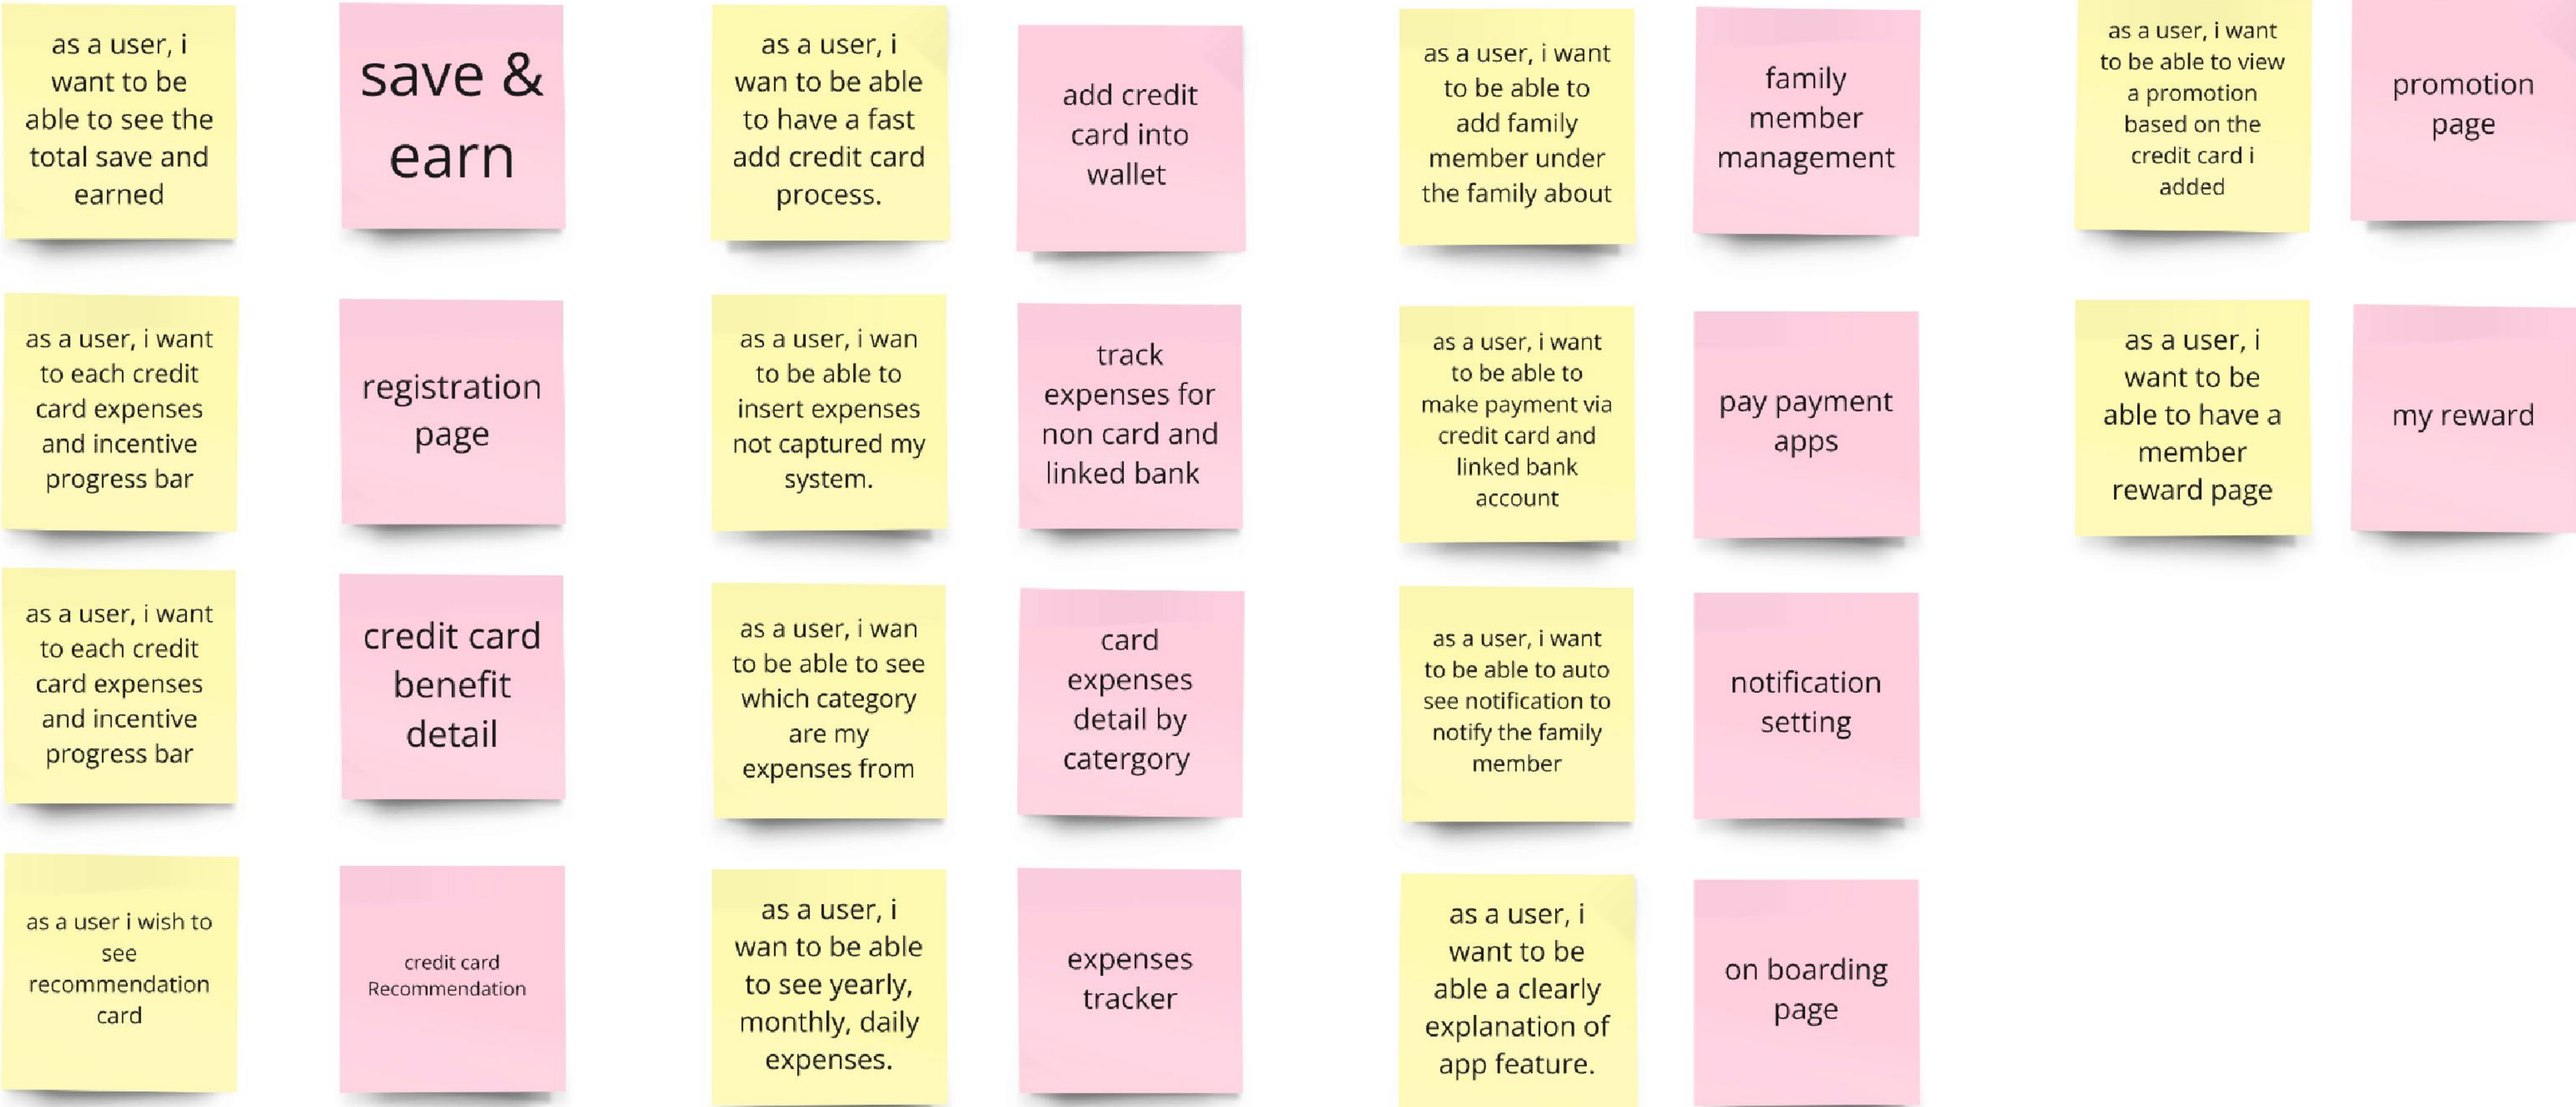 as a user, i
want to be
able to see the
total save and
earned
save &
earn
as a user, i
wan to be able
to have a fast
add credit card
process.
add credit
card into
wallet
as a user, i want
to be able to
add family
member under
the family about
family
member
management
as a user, i want
to be able to view
a promotion
based on the
credit card i
added
promotion
page
as a user, i want
to each credit
card expenses
and incentive
progress bar
registration
page
as a user, i wan
to be able to
insert expenses
not captured my
system.
track
expenses for
non card and
linked bank
as a user, i want
to be able to
make payment via
credit card and
linked bank
account
pay payment
apps
as a user, i
want to be
able to have a
member
reward page
my reward
as a user, i want
to each credit
card expenses
and incentive
progress bar
credit card
benefit
detail
as a user, i wan
to be able to see
which category
are my
expenses from
card
expenses
detail by
catergory
as a user, i want
to be able to auto
see notification to
notify the family
member
notification
setting
as a user i wish to
see
recommendation
card
credit card
Recommendation
as a user, i
wan to be able
to see yearly,
monthly, daily
expenses.
expenses
tracker
as a user, i
want to be
able a clearly
explanation of
app feature.
on boarding
page